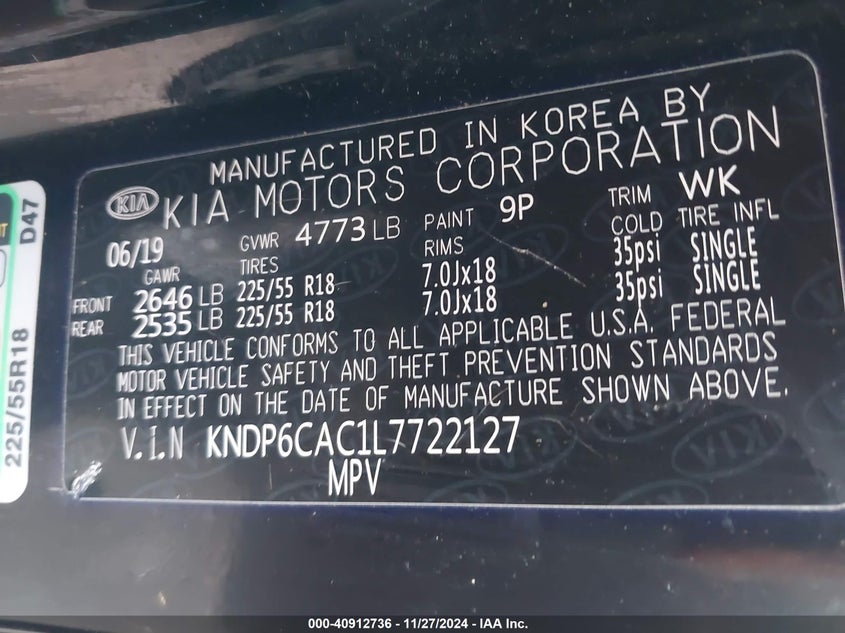 MANUFACTURED IN KOREA BY
KIA KIA MOTORS CORPORATION
06/19 GVWR 4773 LB PAINT 9P TRIM WK
GAWR TIRES RIMS COLD TIRE INFL
FRONT 2646 LB 225/55 R18 7.0Jx18 35psi SINGLE
REAR 2535 LB 225/55 R18 7.0Jx18 35psi SINGLE
THIS VEHICLE CONFORMS TO ALL APPLICABLE U.S.A. FEDERAL
MOTOR VEHICLE SAFETY AND THEFT PREVENTION STANDARDS
IN EFFECT ON THE DATE OF MANUFACTURE SHOWN ABOVE.
V.I.N KNDP6CAC1L7722127
MPV
D47
225/55R18
000-40912736 - 11/27/2024 - IAA Inc.